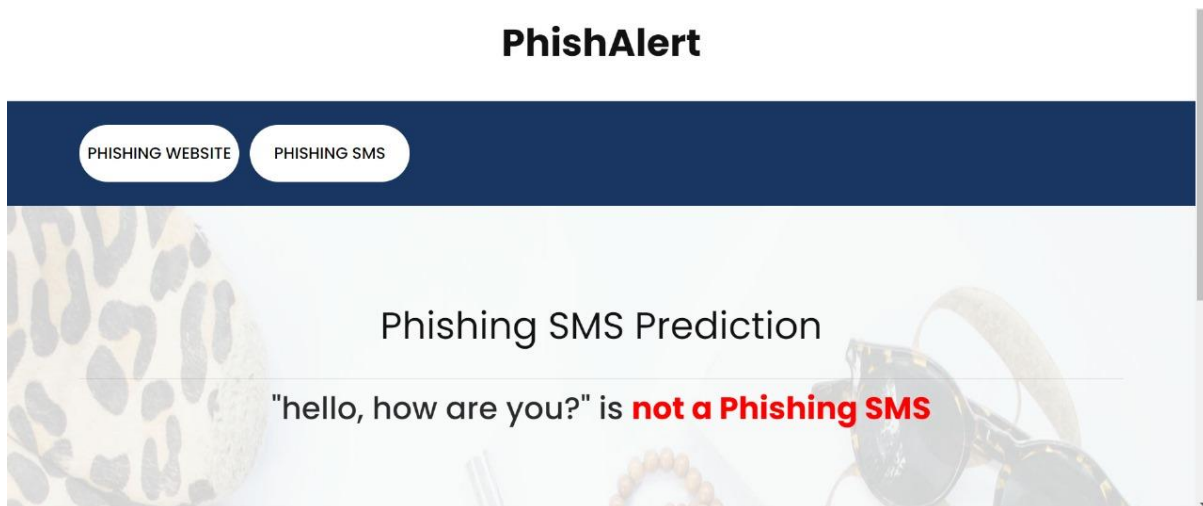 PhishAlert
PHISHING WEBSITE PHISHING SMS
Phishing SMS Prediction
"hello, how are you?" is not a Phishing SMS